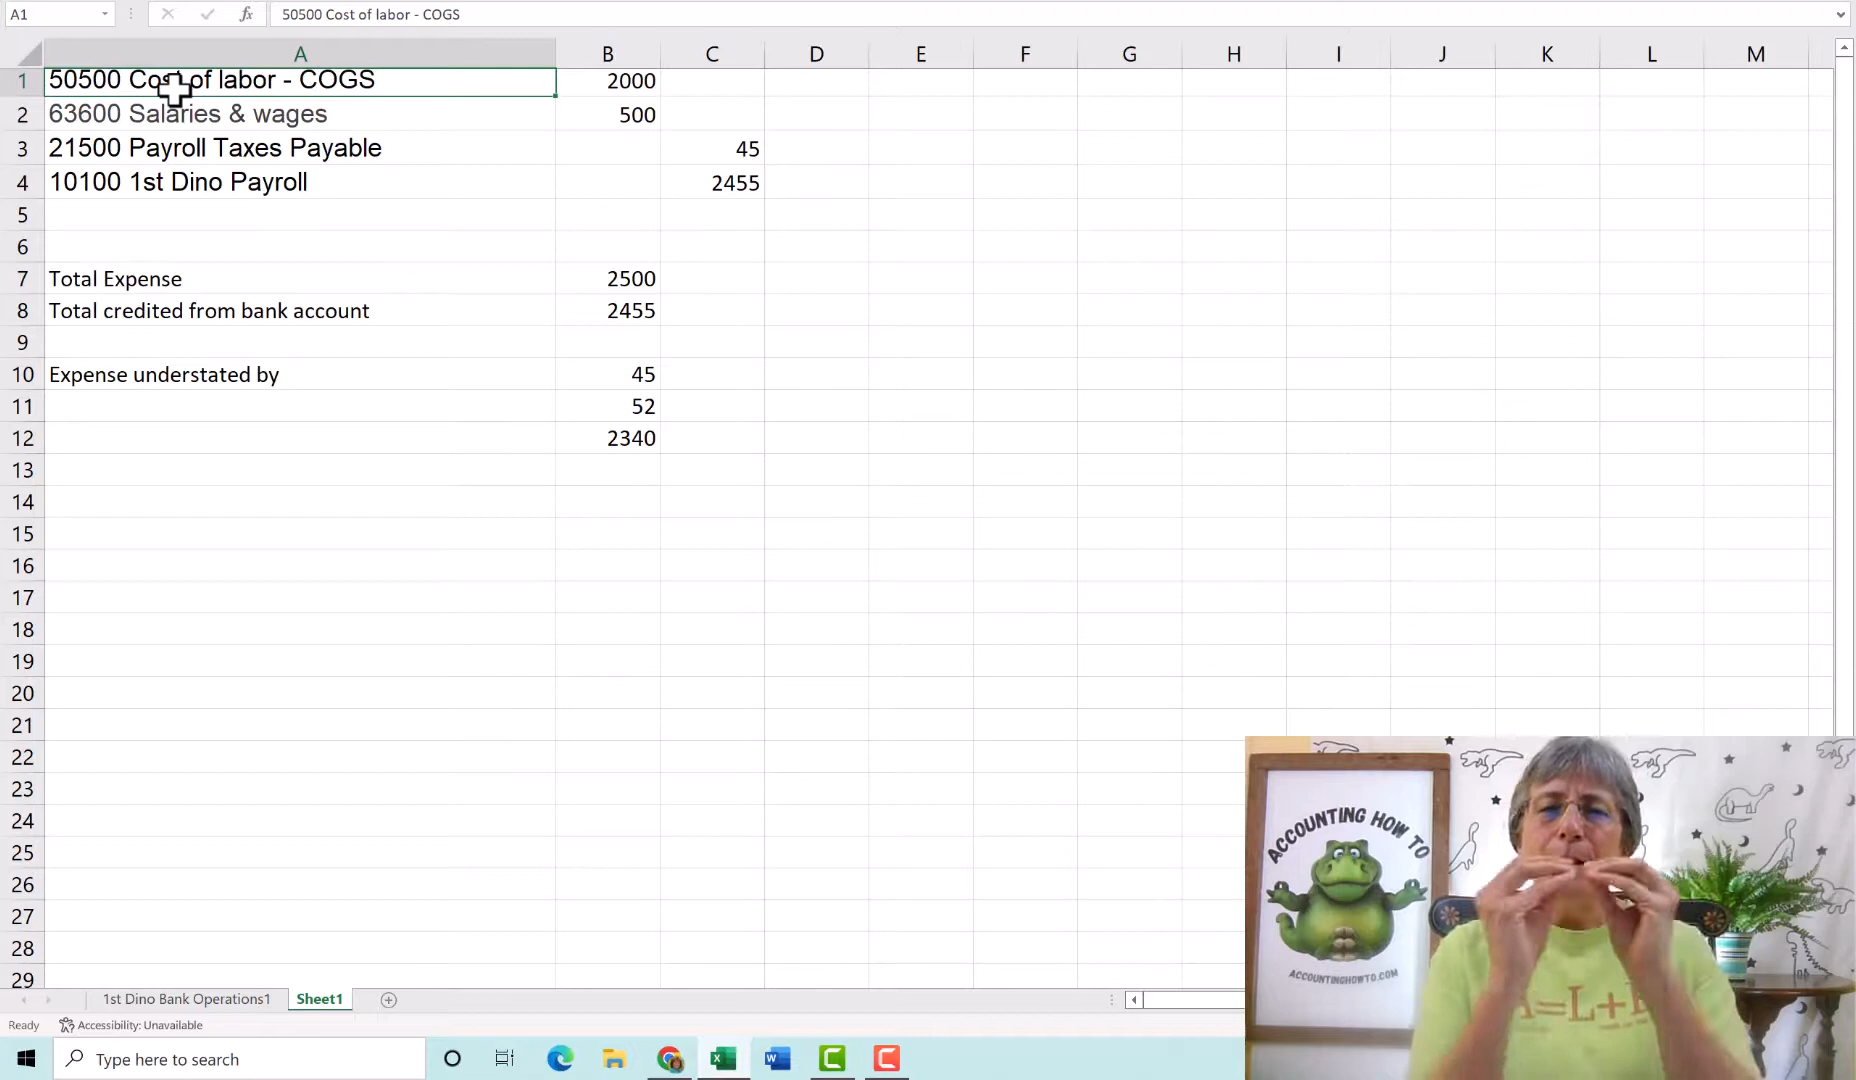 A1
fx
50500 Cost of labor - COGS
A B C D E F G H I J K L M
1 50500 Cost of labor - COGS 2000
2 63600 Salaries & wages 500
3 21500 Payroll Taxes Payable 45
4 10100 1st Dino Payroll 2455
5
6
7 Total Expense 2500
8 Total credited from bank account 2455
9
10 Expense understated by 45
11 52
12 2340
13
14
15
16
17
18
19
20
21
22
23
24
25
26
27
28
29
ACCOUNTING HOW TO
ACCOUNTINGHOWTO.COM
1st Dino Bank Operations1 Sheet1
Ready Accessibility: Unavailable
Type here to search